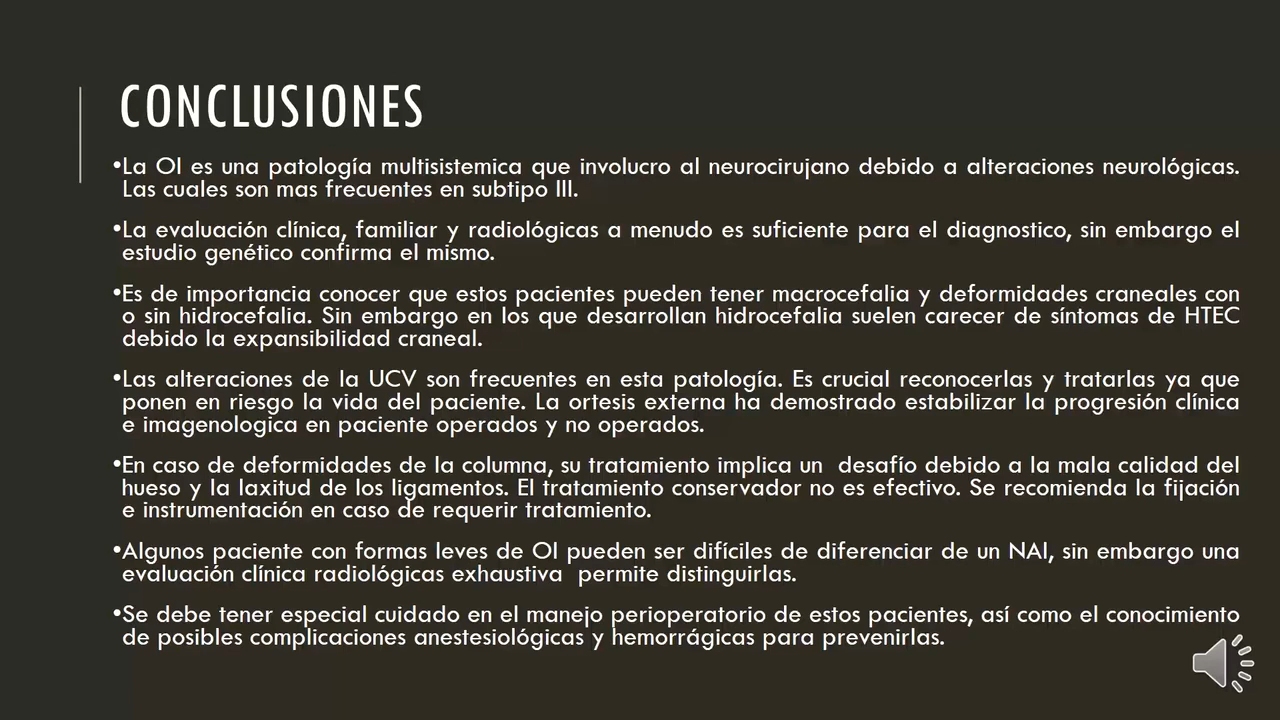 CONCLUSIONES
•La OI es una patología multisistemica que involucro al neurocirujano debido a alteraciones neurológicas.
Las cuales son mas frecuentes en subtipo III.
•La evaluación clínica, familiar y radiológicas a menudo es suficiente para el diagnostico, sin embargo el
estudio genético confirma el mismo.
•Es de importancia conocer que estos pacientes pueden tener macrocefalia y deformidades craneales con
o sin hidrocefalia. Sin embargo en los que desarrollan hidrocefalia suelen carecer de síntomas de HTEC
debido la expansibilidad craneal.
•Las alteraciones de la UCV son frecuentes en esta patología. Es crucial reconocerlas y tratarlas ya que
ponen en riesgo la vida del paciente. La ortesis externa ha demostrado estabilizar la progresión clínica
e imagenologica en paciente operados y no operados.
•En caso de deformidades de la columna, su tratamiento implica un  desafío debido a la mala calidad del
hueso y la laxitud de los ligamentos. El tratamiento conservador no es efectivo. Se recomienda la fijación
e instrumentación en caso de requerir tratamiento.
•Algunos paciente con formas leves de OI pueden ser difíciles de diferenciar de un NAI, sin embargo una
evaluación clínica radiológicas exhaustiva  permite distinguirlas.
•Se debe tener especial cuidado en el manejo perioperatorio de estos pacientes, así como el conocimiento
de posibles complicaciones anestesiológicas y hemorrágicas para prevenirlas.